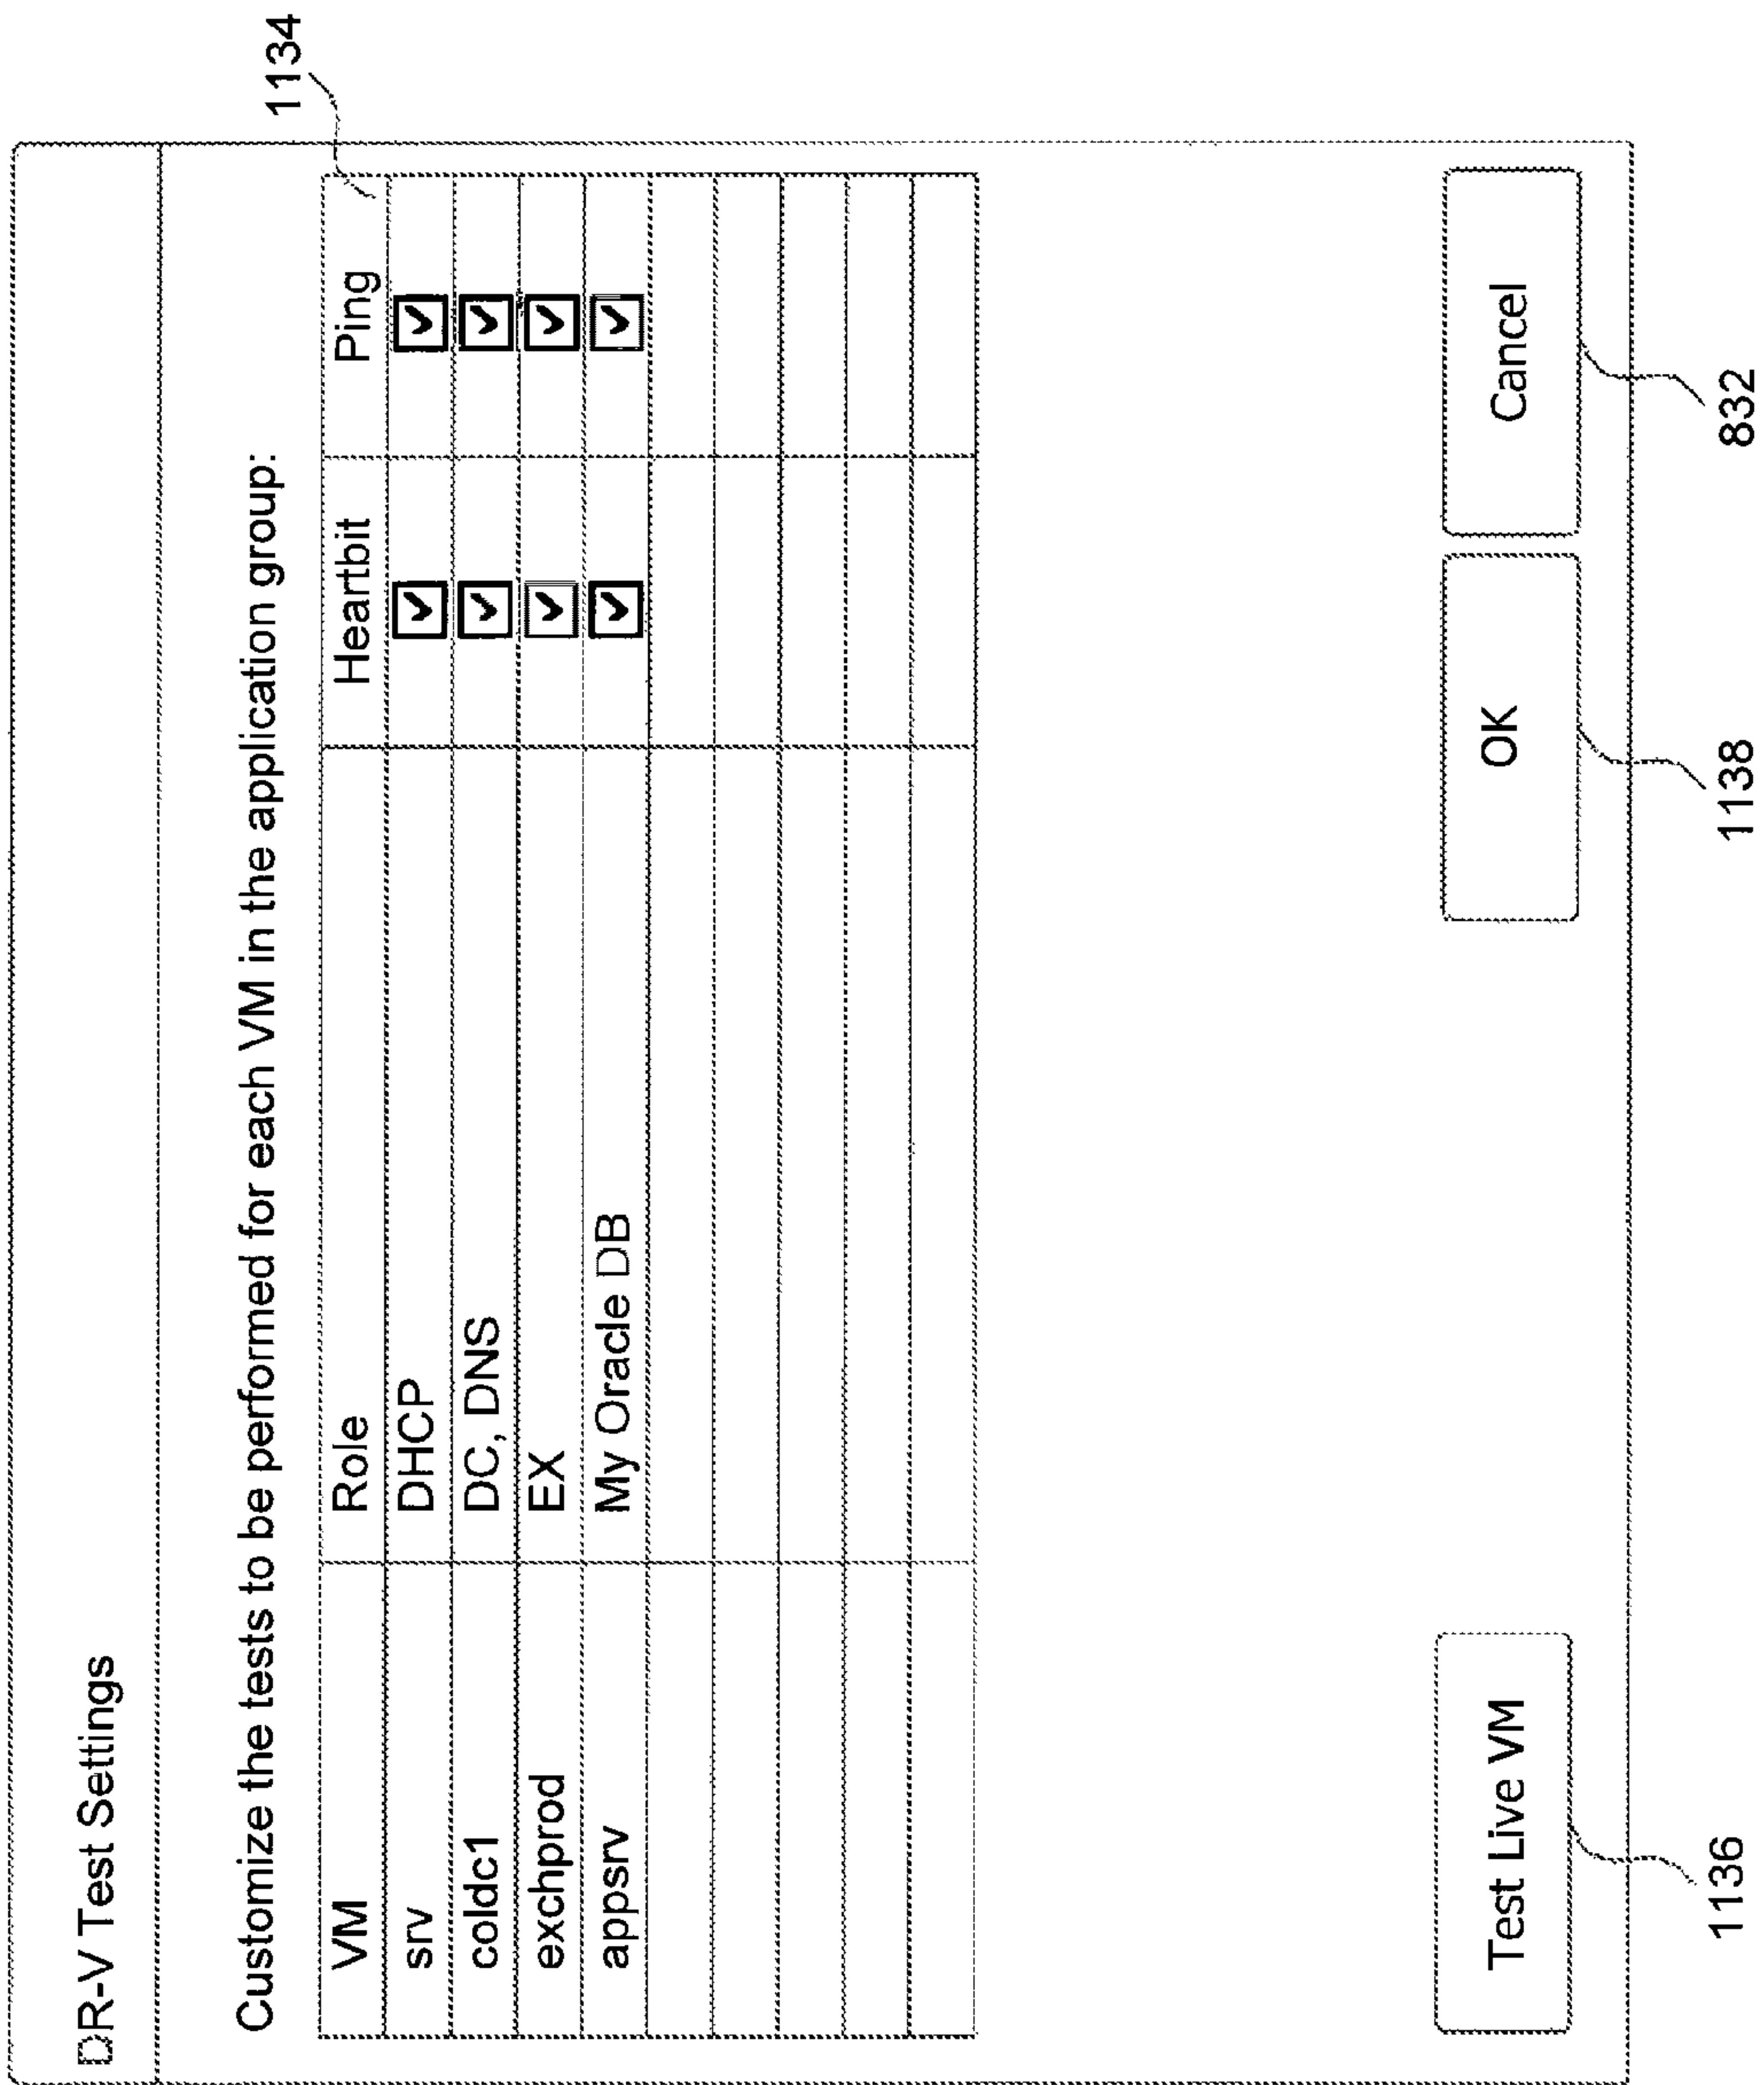 DR-V Test Settings
Customize the tests to be performed for each VM in the application group:
1134
VM Role Heartbit Ping
srv DHCP
coldc1 DC, DNS
exchprod EX
appsrv My Oracle DB
Test Live VM OK Cancel
1136 1138 832